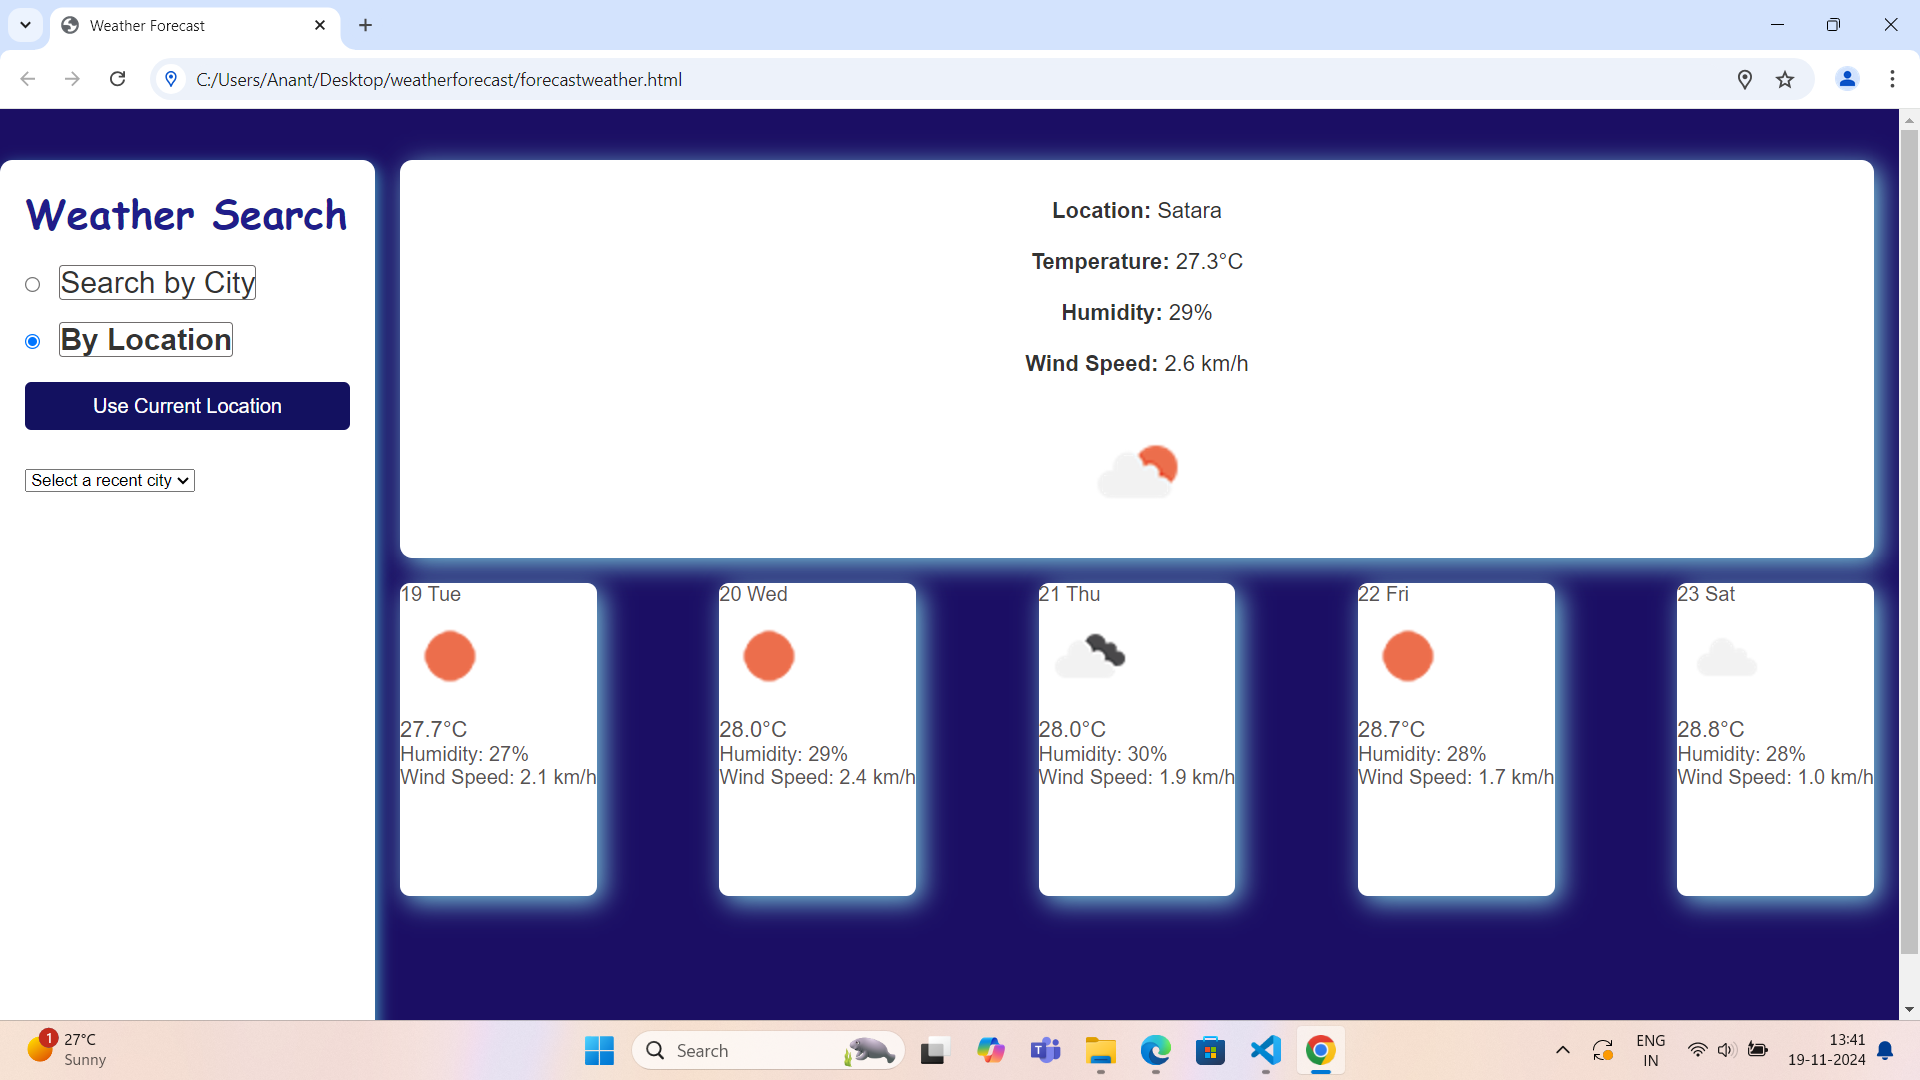 Weather Forecast
C:/Users/Anant/Desktop/weatherforecast/forecastweather.html
Weather Search
Search by City
By Location
Use Current Location
Select a recent city
Location: Satara
Temperature: 27.3°C
Humidity: 29%
Wind Speed: 2.6 km/h
19 Tue
27.7°C
Humidity: 27%
Wind Speed: 2.1 km/h
20 Wed
28.0°C
Humidity: 29%
Wind Speed: 2.4 km/h
21 Thu
28.0°C
Humidity: 30%
Wind Speed: 1.9 km/h
22 Fri
28.7°C
Humidity: 28%
Wind Speed: 1.7 km/h
23 Sat
28.8°C
Humidity: 28%
Wind Speed: 1.0 km/h
1
27°C
Sunny
Search
ENG
IN
13:41
19-11-2024